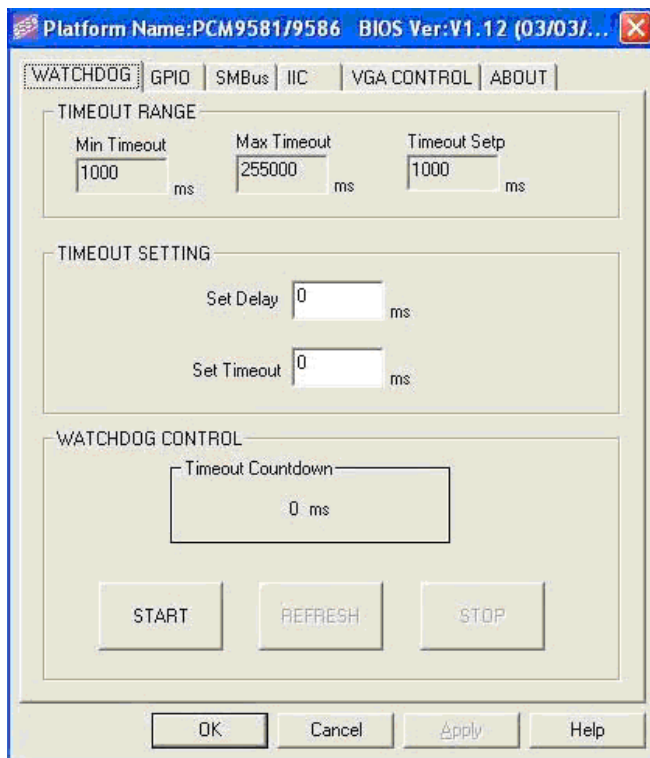 Platform Name:PCM9581/9586 BIOS Ver:V1.12 (03/03/...
WATCHDOG GPIO SMBus IIC VGA CONTROL ABOUT
TIMEOUT RANGE
Min Timeout Max Timeout Timeout Setp
1000 ms 255000 ms 1000 ms
TIMEOUT SETTING
Set Delay 0 ms
Set Timeout 0 ms
WATCHDOG CONTROL
Timeout Countdown
0 ms
START REFRESH STOP
OK Cancel Apply Help